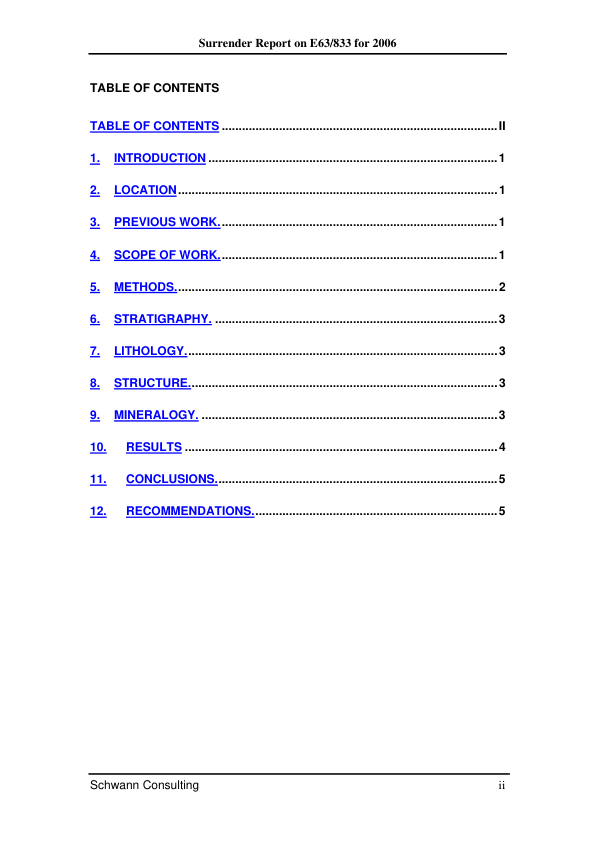 Surrender Report on E63/833 for 2006
TABLE OF CONTENTS
TABLE OF CONTENTS ................................................................................... II
1. INTRODUCTION ....................................................................................... 1
2. LOCATION ................................................................................................ 1
3. PREVIOUS WORK. ................................................................................... 1
4. SCOPE OF WORK. ................................................................................... 1
5. METHODS. ................................................................................................ 2
6. STRATIGRAPHY. ..................................................................................... 3
7. LITHOLOGY. ............................................................................................. 3
8. STRUCTURE. ............................................................................................ 3
9. MINERALOGY. ......................................................................................... 3
10. RESULTS .............................................................................................. 4
11. CONCLUSIONS. .................................................................................... 5
12. RECOMMENDATIONS. ......................................................................... 5
Schwann Consulting ii